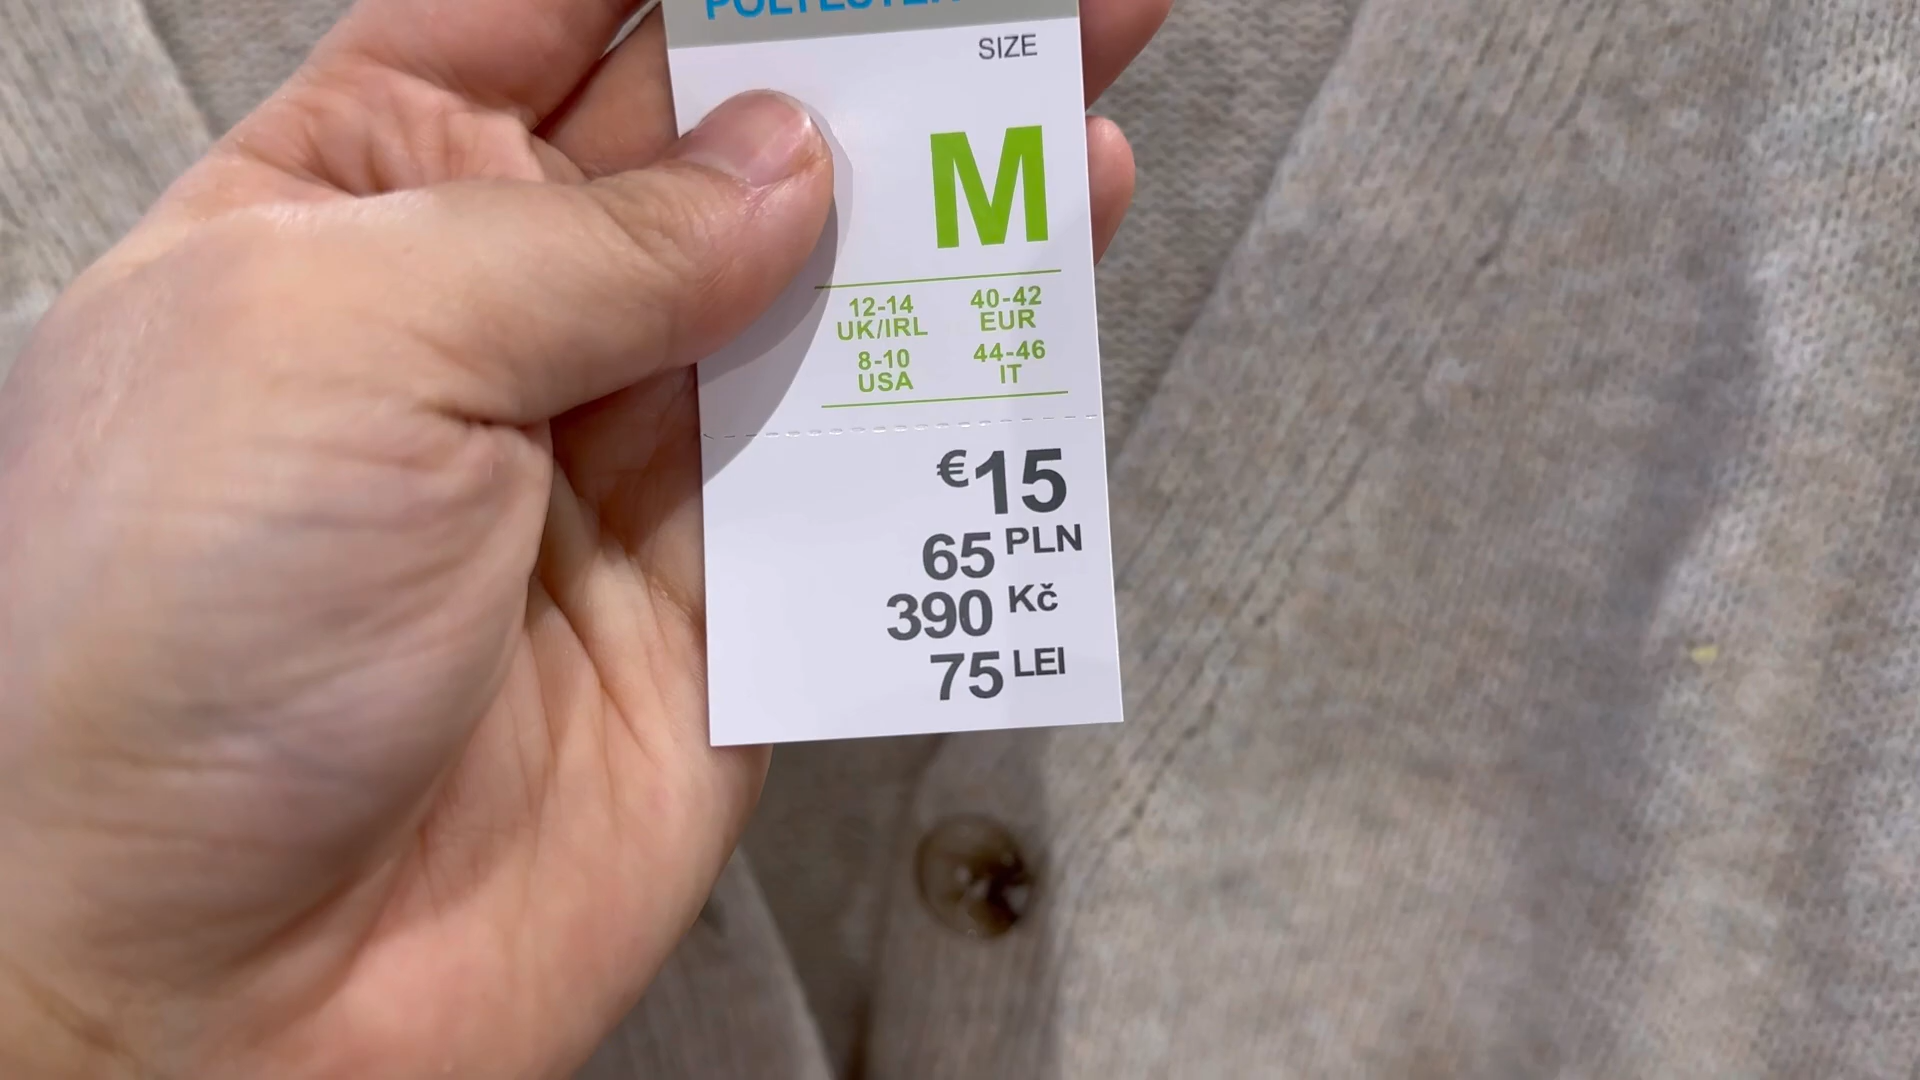 POLYESTER
SIZE
M
12-14 UK/IRL
40-42 EUR
8-10 USA
44-46 IT
€15
65 PLN
390 Kč
75 LEI